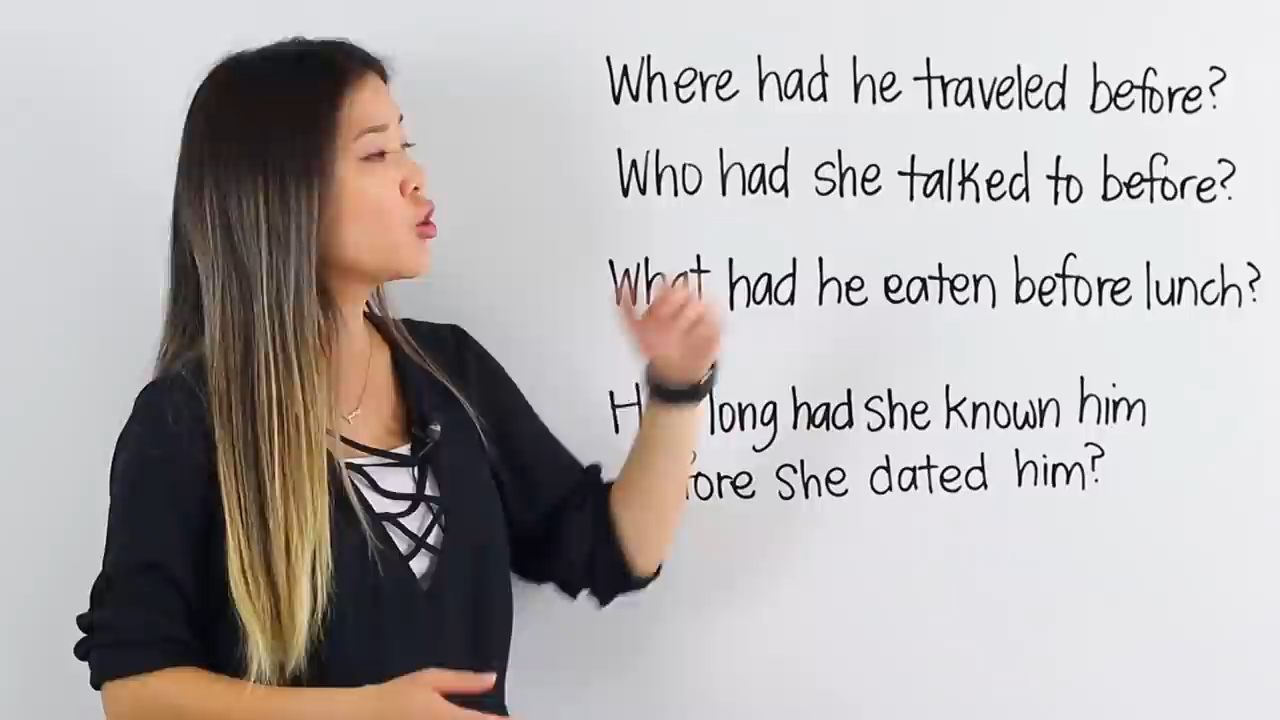 Where had he traveled before?
Who had she talked to before?
What had he eaten before lunch?
long had she known him
she dated him?